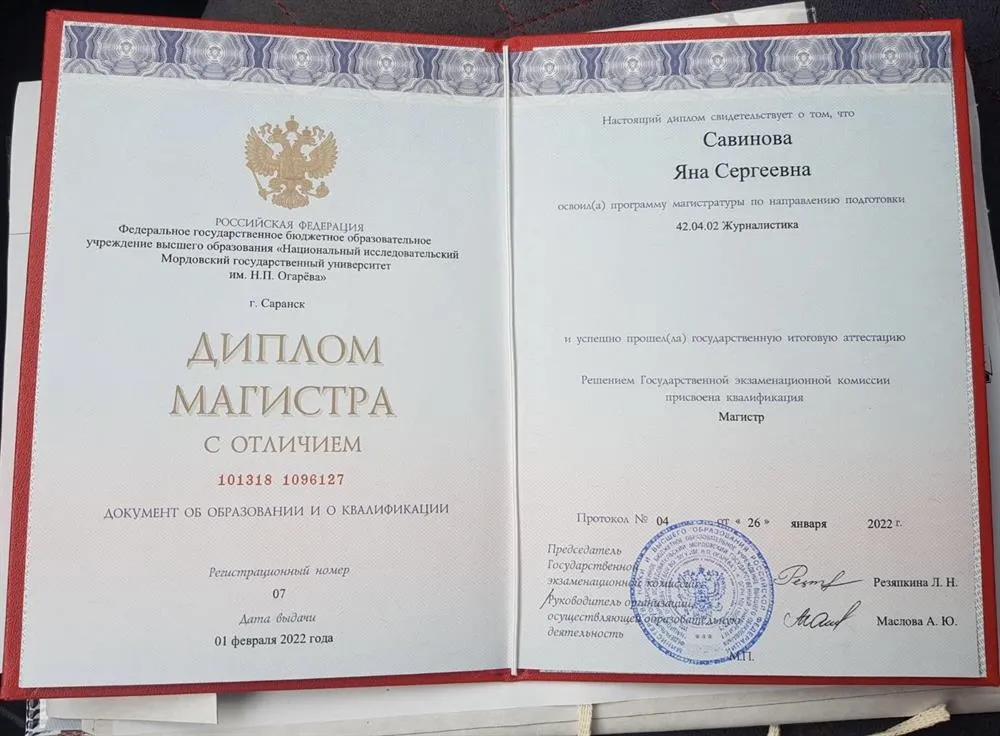 РОССИЙСКАЯ ФЕДЕРАЦИЯ
Федеральное государственное бюджетное образовательное
учреждение высшего образования «Национальный исследовательский
Мордовский государственный университет
им. Н.П. Огарёва»
г. Саранск
ДИПЛОМ
МАГИСТРА
С ОТЛИЧИЕМ
101318 1096127
ДОКУМЕНТ ОБ ОБРАЗОВАНИИ И О КВАЛИФИКАЦИИ
Регистрационный номер
07
Дата выдачи
01 февраля 2022 года
Настоящий диплом свидетельствует о том, что
Савинова
Яна Сергеевна
освоил(а) программу магистратуры по направлению подготовки
42.04.02 Журналистика
и успешно прошел(ла) государственную итоговую аттестацию
Решением Государственной экзаменационной комиссии
присвоена квалификация
Магистр
Протокол № 04 от « 26 » января 2022 г.
Председатель
Государственной
экзаменационной комиссии
Резяпкина Л. Н.
Руководитель организации,
осуществляющей образовательную
деятельность
Маслова А. Ю.
М.П.